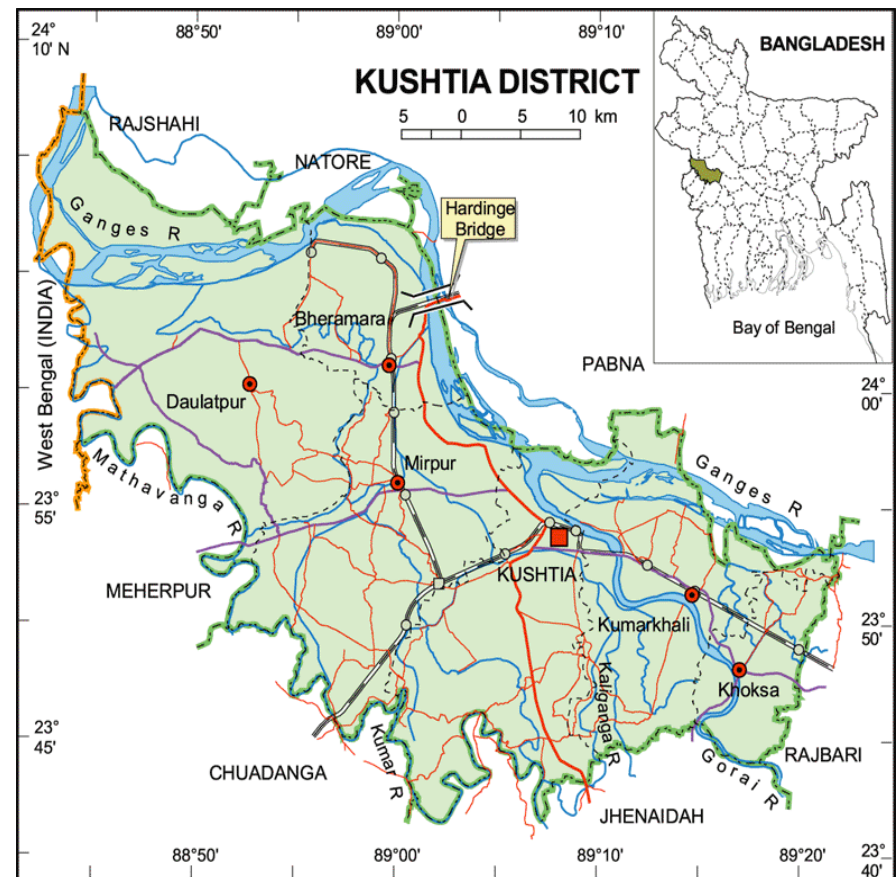 24°
10' N
88°50'
89°00'
89°10'
BANGLADESH
KUSHTIA DISTRICT
5 0 5 10 km
RAJSHAHI
NATORE
Ganges R
Hardinge
Bridge
Bay of Bengal
West Bengal (INDIA)
Bheramara
PABNA
24°
00'
Daulatpur
Mathavanga R
Mirpur
Ganges R
23°
55'
KUSHTIA
MEHERPUR
Kumarkhali
23°
50'
Khoksa
Kaliganga R
23°
45'
Kumar R
CHUADANGA
Gorai R
RAJBARI
JHENAIDAH
88°50'
89°00'
89°10'
89°20'
23°
40'